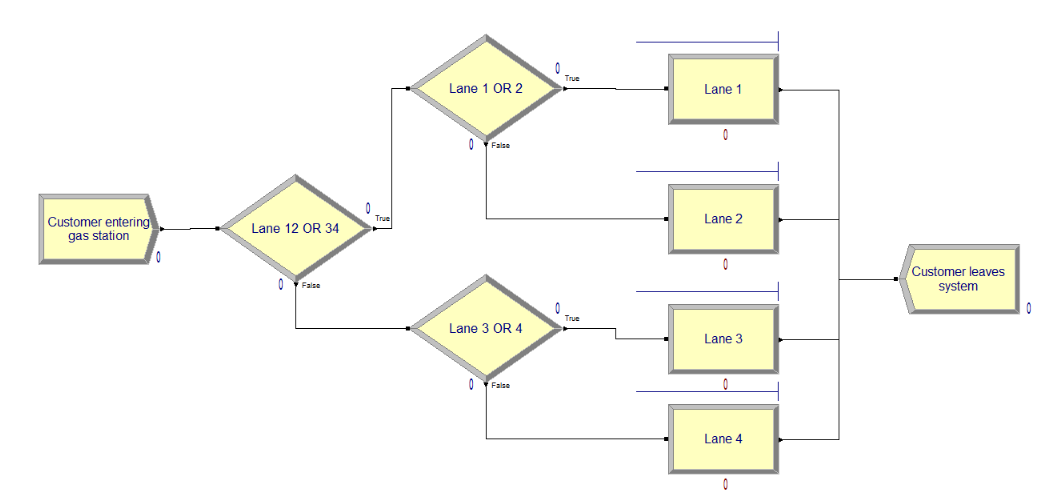 Customer entering
gas station
0
Lane 12 OR 34
0
True
0
False
Lane 1 OR 2
0
True
0
False
Lane 3 OR 4
0
True
0
False
Lane 1
0
Lane 2
0
Lane 3
0
Lane 4
0
Customer leaves
system
0